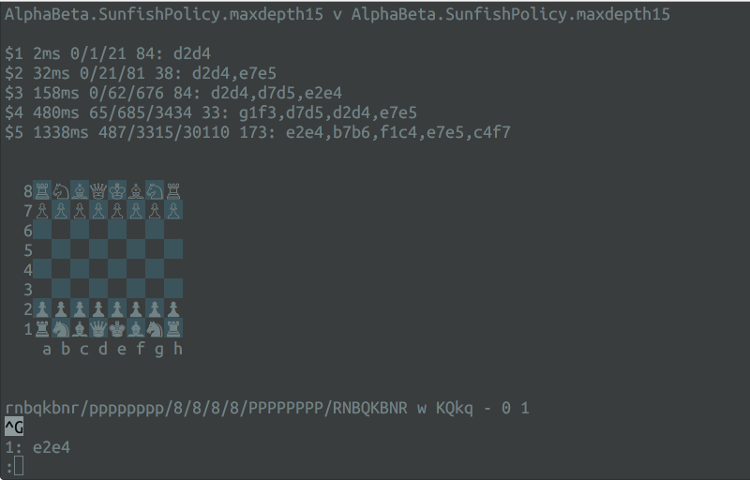 AlphaBeta.SunfishPolicy.maxdepth15 v AlphaBeta.SunfishPolicy.maxdepth15
$1 2ms 0/1/21 84: d2d4
$2 32ms 0/21/81 38: d2d4,e7e5
$3 158ms 0/62/676 84: d2d4,d7d5,e2e4
$4 480ms 65/685/3434 33: g1f3,d7d5,d2d4,e7e5
$5 1338ms 487/3315/30110 173: e2e4,b7b6,f1c4,e7e5,c4f7
8♖♘♗♕♔♗♘♖
7♙♙♙♙♙♙♙♙
6
5
4
3
2♟♟♟♟♟♟♟♟
1♜♞♝♛♚♝♞♜
a b c d e f g h
rnbqkbnr/pppppppp/8/8/8/8/PPPPPPPP/RNBQKBNR w KQkq - 0 1
^G
1: e2e4
: